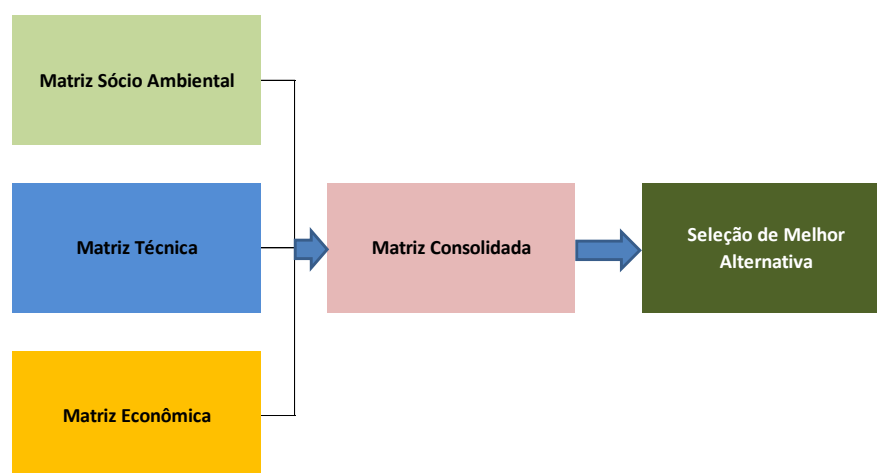 Matriz Sócio Ambiental
Matriz Técnica
Matriz Consolidada
Seleção de Melhor
Alternativa
Matriz Econômica